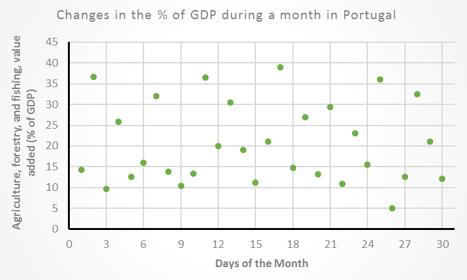 Changes in the % of GDP during a month in Portugal
Agriculture, forestry, and fishing, value
added (% of GDP)
45
40
35
30
25
20
15
10
5
0
0 3 6 9 12 15 18 21 24 27 30
Days of the Month